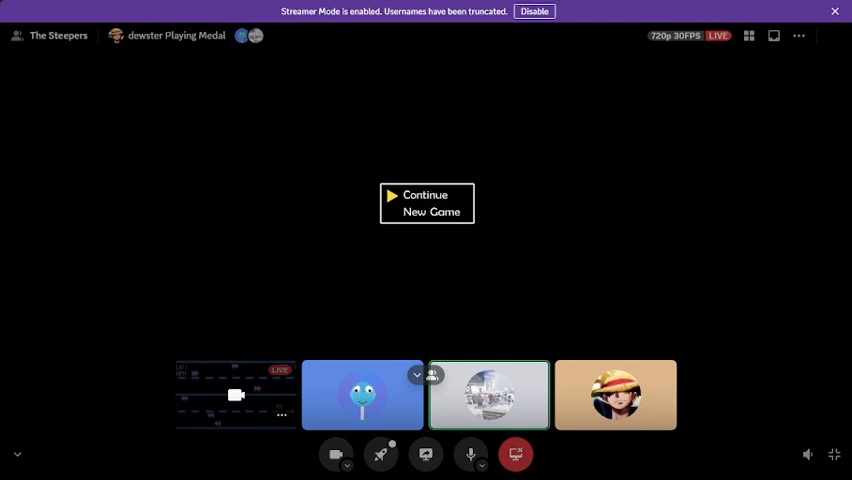 Streamer Mode is enabled. Usernames have been truncated. Disable
The Steepers dewster Playing Medal
720p 30FPS LIVE
Continue
New Game
LIVE